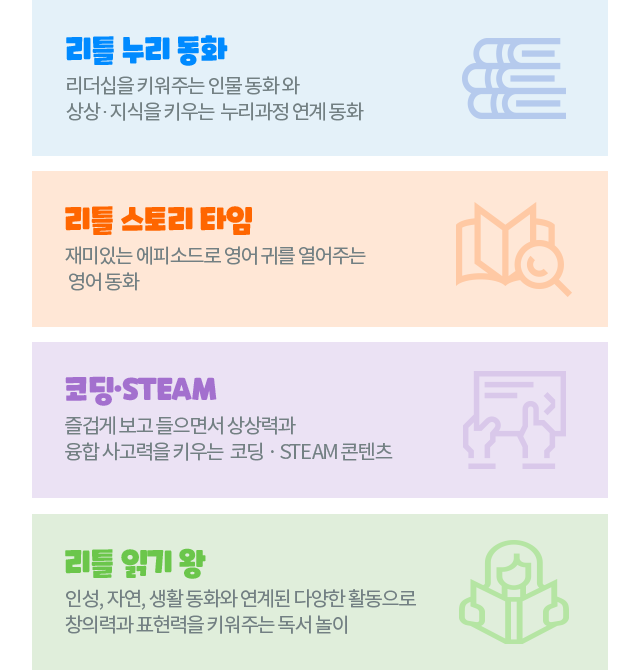 리틀 누리 동화
리더십을 키워주는 인물 동화 와
상상·지식을 키우는 누리과정 연계 동화
리틀 스토리 타임
재미있는 에피소드로 영어 귀를 열어주는
영어 동화
코딩·STEAM
즐겁게 보고 들으면서 상상력과
융합 사고력을 키우는 코딩 · STEAM 콘텐츠
리틀 읽기 왕
인성, 자연, 생활 동화와 연계된 다양한 활동으로
창의력과 표현력을 키워주는 독서 놀이